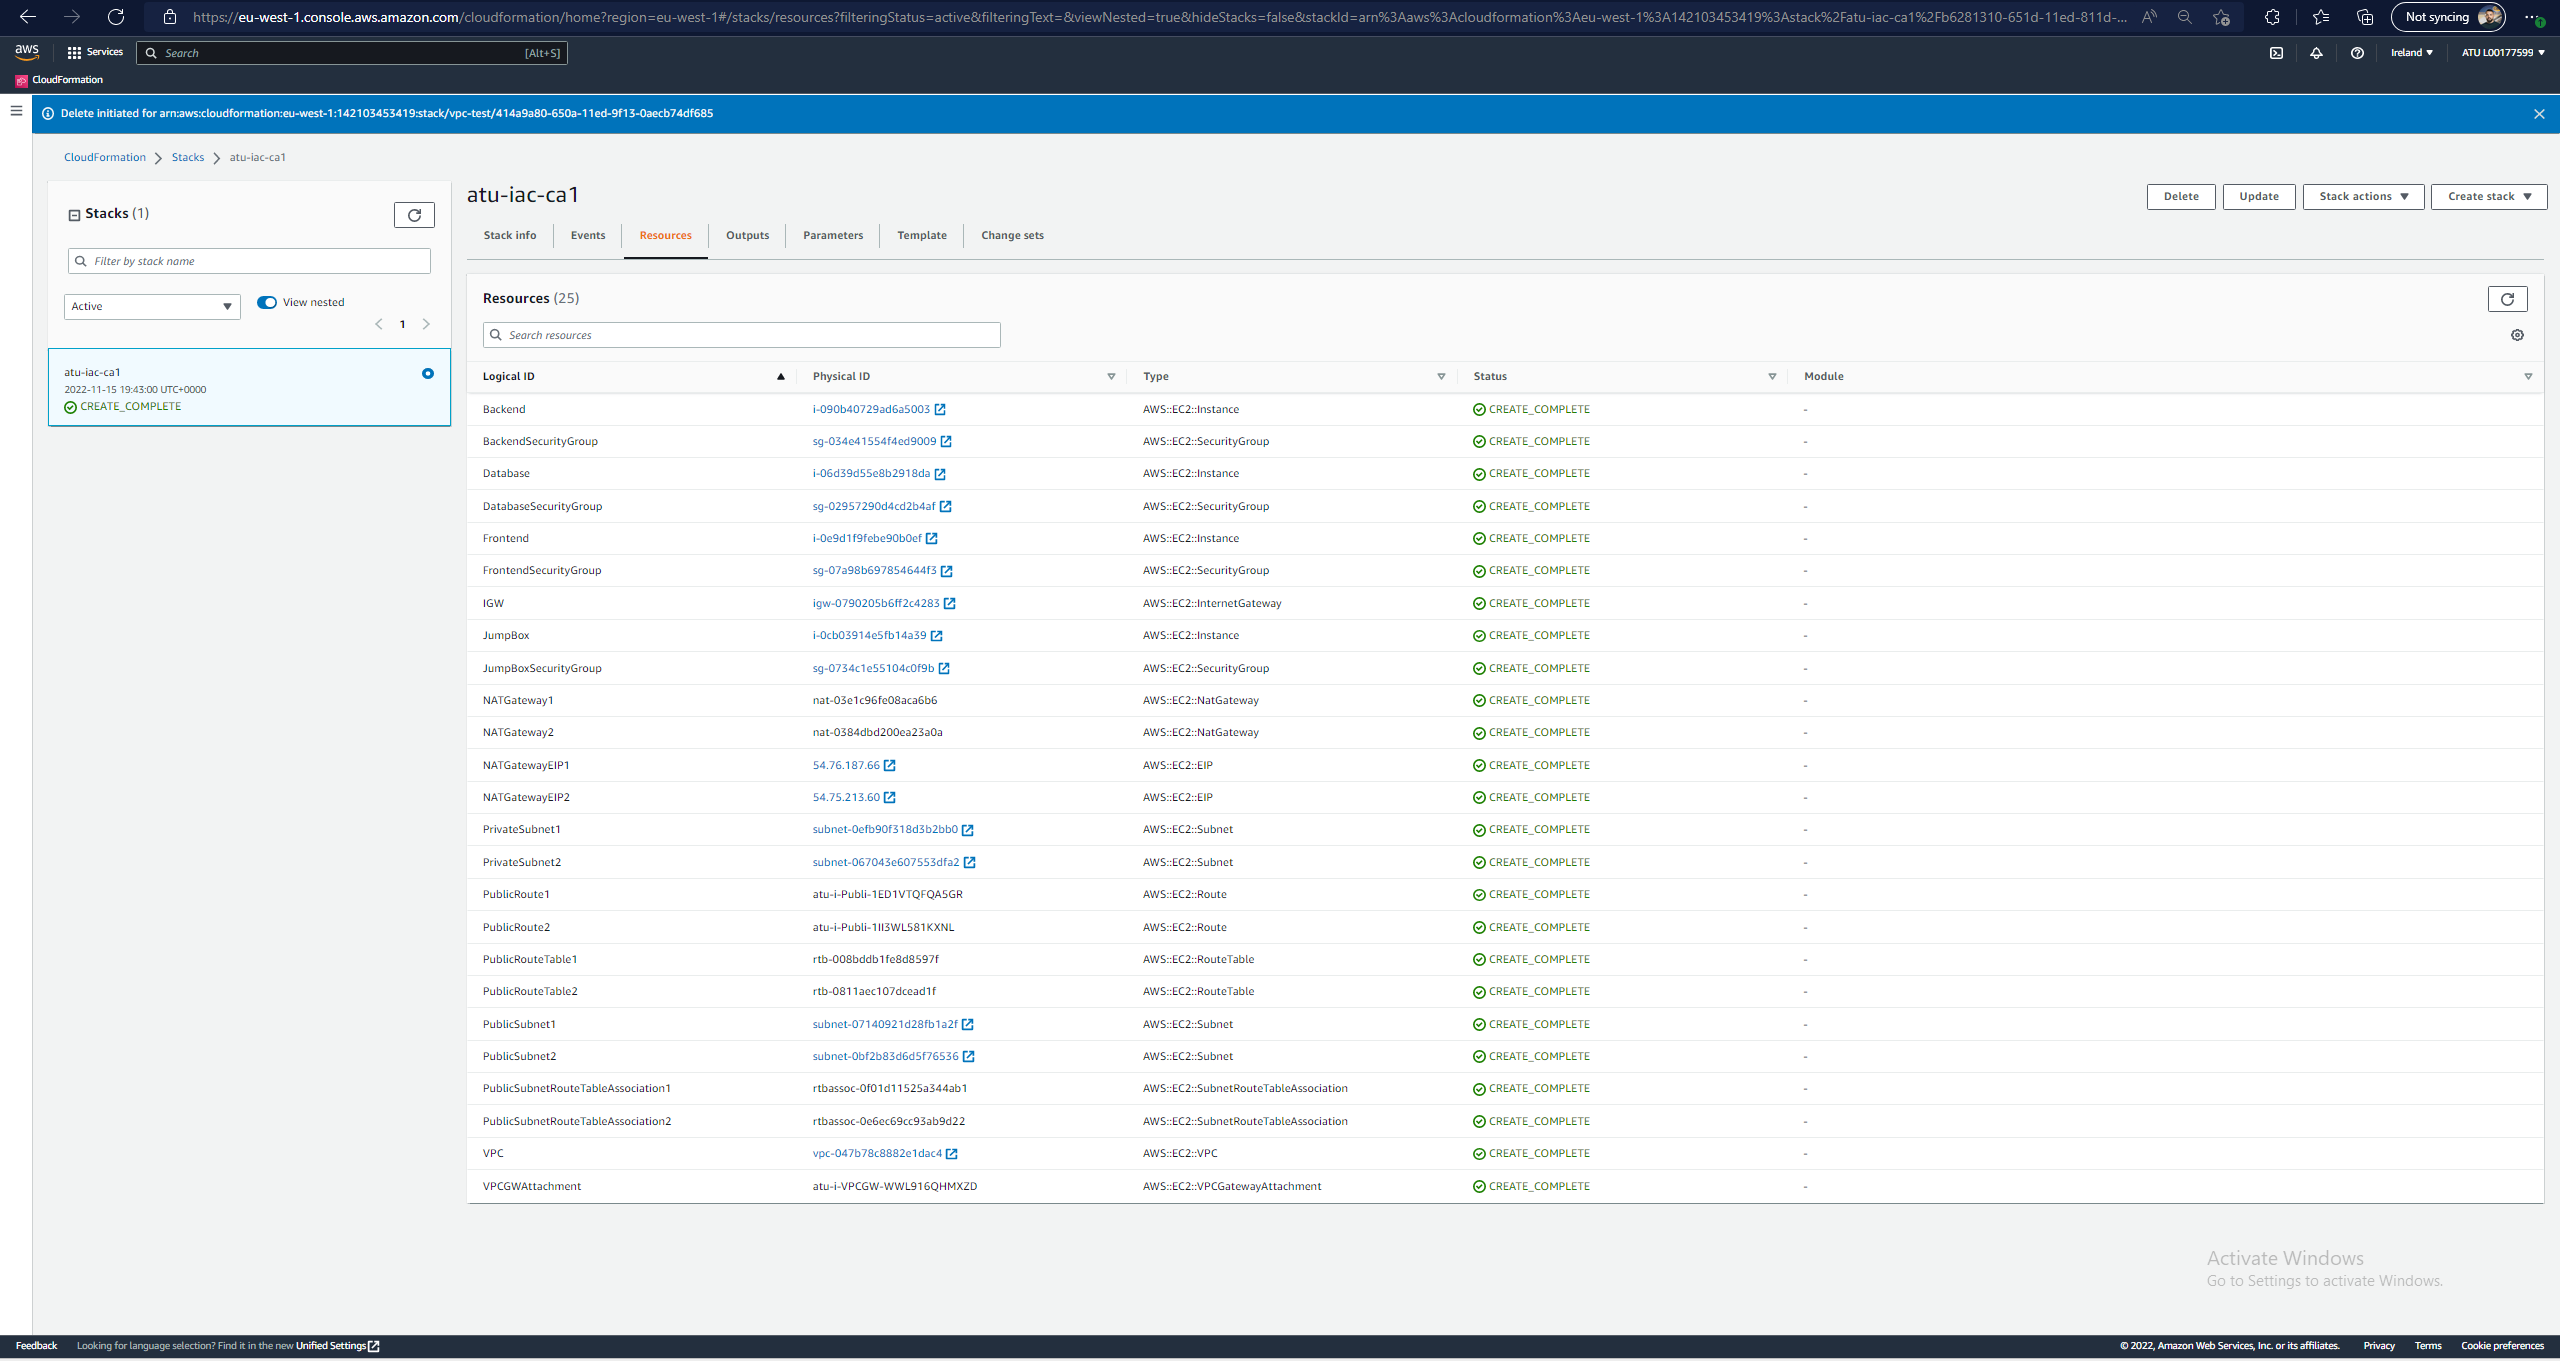 https://eu-west-1.console.aws.amazon.com/cloudformation/home?region=eu-west-1#/stacks/resources?filteringStatus=active&filteringText=&viewNested=true&hideStacks=false&stackId=arn%3Aaws%3Acloudformation%3Aeu-west-1%3A142103453419%3Astack%2Fatu-iac-ca1%2Fb6281310-651d-11ed-811d-...
Not syncing
aws Services Search [Alt+S] Ireland ATU L00177599
CloudFormation
Delete initiated for arn:aws:cloudformation:eu-west-1:142103453419:stack/vpc-test/414a9a80-650a-11ed-9f13-0aecb74df685
CloudFormation Stacks atu-iac-ca1
Stacks (1)
Filter by stack name
Active View nested
1
atu-iac-ca1
2022-11-15 19:43:00 UTC+0000
CREATE_COMPLETE
atu-iac-ca1
Delete Update Stack actions Create stack
Stack info Events Resources Outputs Parameters Template Change sets
Resources (25)
Search resources
Logical ID Physical ID Type Status Module
Backend i-090b40729ad6a5003 AWS::EC2::Instance CREATE_COMPLETE -
BackendSecurityGroup sg-034e41554f4ed9009 AWS::EC2::SecurityGroup CREATE_COMPLETE -
Database i-06d39d55e8b2918da AWS::EC2::Instance CREATE_COMPLETE -
DatabaseSecurityGroup sg-02957290d4cd2b4af AWS::EC2::SecurityGroup CREATE_COMPLETE -
Frontend i-0e9d1f9febe90b0ef AWS::EC2::Instance CREATE_COMPLETE -
FrontendSecurityGroup sg-07a98b697854644f3 AWS::EC2::SecurityGroup CREATE_COMPLETE -
IGW igw-0790205b6ff2c4283 AWS::EC2::InternetGateway CREATE_COMPLETE -
JumpBox i-0cb03914e5fb14a39 AWS::EC2::Instance CREATE_COMPLETE -
JumpBoxSecurityGroup sg-0734c1e55104c0f9b AWS::EC2::SecurityGroup CREATE_COMPLETE -
NATGateway1 nat-03e1c96fe08aca6b6 AWS::EC2::NatGateway CREATE_COMPLETE -
NATGateway2 nat-0384dbd200ea23a0a AWS::EC2::NatGateway CREATE_COMPLETE -
NATGatewayEIP1 54.76.187.66 AWS::EC2::EIP CREATE_COMPLETE -
NATGatewayEIP2 54.75.213.60 AWS::EC2::EIP CREATE_COMPLETE -
PrivateSubnet1 subnet-0efb90f318d3b2bb0 AWS::EC2::Subnet CREATE_COMPLETE -
PrivateSubnet2 subnet-067043e607553dfa2 AWS::EC2::Subnet CREATE_COMPLETE -
PublicRoute1 atu-i-Publi-1ED1VTQFQA5GR AWS::EC2::Route CREATE_COMPLETE -
PublicRoute2 atu-i-Publi-1II3WL581KXNL AWS::EC2::Route CREATE_COMPLETE -
PublicRouteTable1 rtb-008bddb1fe8d8597f AWS::EC2::RouteTable CREATE_COMPLETE -
PublicRouteTable2 rtb-0811aec107dcead1f AWS::EC2::RouteTable CREATE_COMPLETE -
PublicSubnet1 subnet-07140921d28fb1a2f AWS::EC2::Subnet CREATE_COMPLETE -
PublicSubnet2 subnet-0bf2b83d6d5f76536 AWS::EC2::Subnet CREATE_COMPLETE -
PublicSubnetRouteTableAssociation1 rtbassoc-0f01d11525a344ab1 AWS::EC2::SubnetRouteTableAssociation CREATE_COMPLETE -
PublicSubnetRouteTableAssociation2 rtbassoc-0e6ec69cc93ab9d22 AWS::EC2::SubnetRouteTableAssociation CREATE_COMPLETE -
VPC vpc-047b78c8882e1dac4 AWS::EC2::VPC CREATE_COMPLETE -
VPCGWAttachment atu-i-VPCGW-WWL916QHMXZD AWS::EC2::VPCGatewayAttachment CREATE_COMPLETE -
Activate Windows
Go to Settings to activate Windows.
Feedback Looking for language selection? Find it in the new Unified Settings © 2022, Amazon Web Services, Inc. or its affiliates. Privacy Terms Cookie preferences